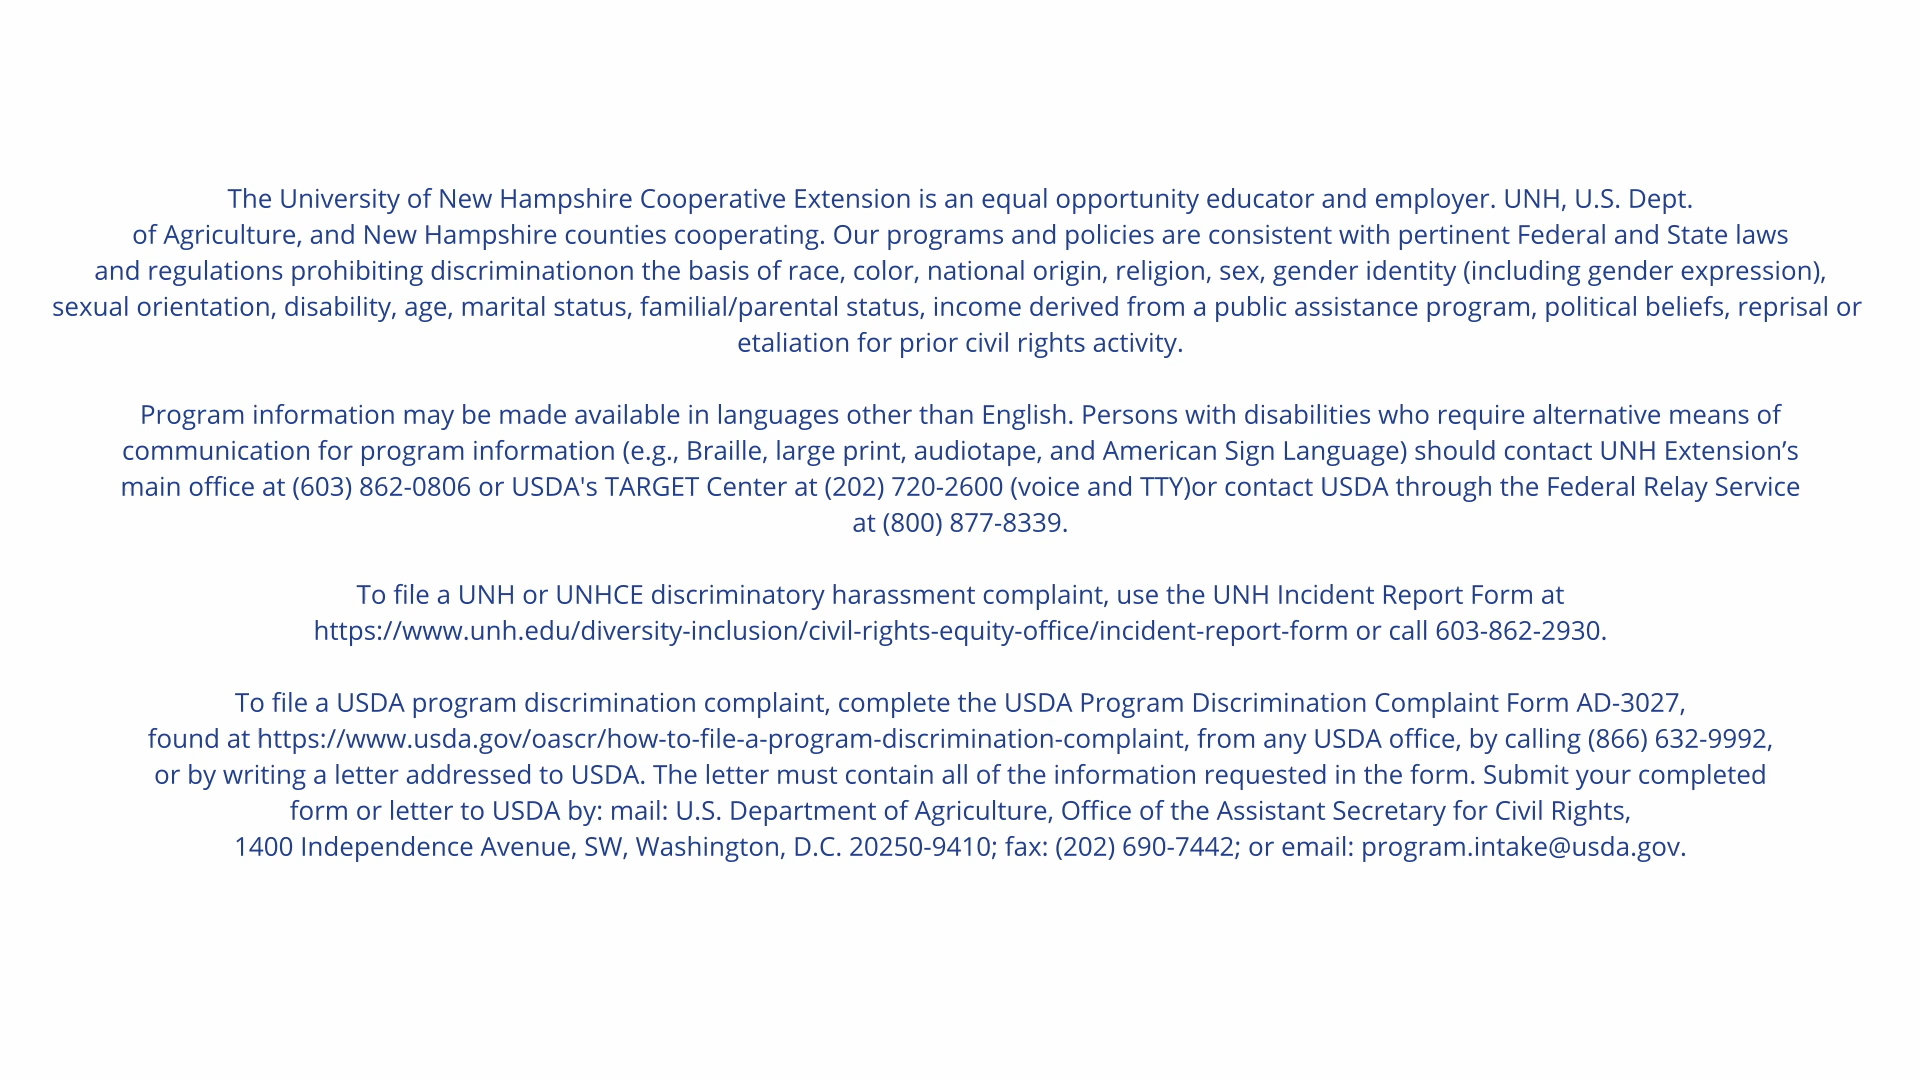 The University of New Hampshire Cooperative Extension is an equal opportunity educator and employer. UNH, U.S. Dept.
of Agriculture, and New Hampshire counties cooperating. Our programs and policies are consistent with pertinent Federal and State laws
and regulations prohibiting discriminationon the basis of race, color, national origin, religion, sex, gender identity (including gender expression),
sexual orientation, disability, age, marital status, familial/parental status, income derived from a public assistance program, political beliefs, reprisal or
etaliation for prior civil rights activity.
Program information may be made available in languages other than English. Persons with disabilities who require alternative means of
communication for program information (e.g., Braille, large print, audiotape, and American Sign Language) should contact UNH Extension’s
main office at (603) 862-0806 or USDA's TARGET Center at (202) 720-2600 (voice and TTY)or contact USDA through the Federal Relay Service
at (800) 877-8339.
To file a UNH or UNHCE discriminatory harassment complaint, use the UNH Incident Report Form at
https://www.unh.edu/diversity-inclusion/civil-rights-equity-office/incident-report-form or call 603-862-2930.
To file a USDA program discrimination complaint, complete the USDA Program Discrimination Complaint Form AD-3027,
found at https://www.usda.gov/oascr/how-to-file-a-program-discrimination-complaint, from any USDA office, by calling (866) 632-9992,
or by writing a letter addressed to USDA. The letter must contain all of the information requested in the form. Submit your completed
form or letter to USDA by: mail: U.S. Department of Agriculture, Office of the Assistant Secretary for Civil Rights,
1400 Independence Avenue, SW, Washington, D.C. 20250-9410; fax: (202) 690-7442; or email: program.intake@usda.gov.